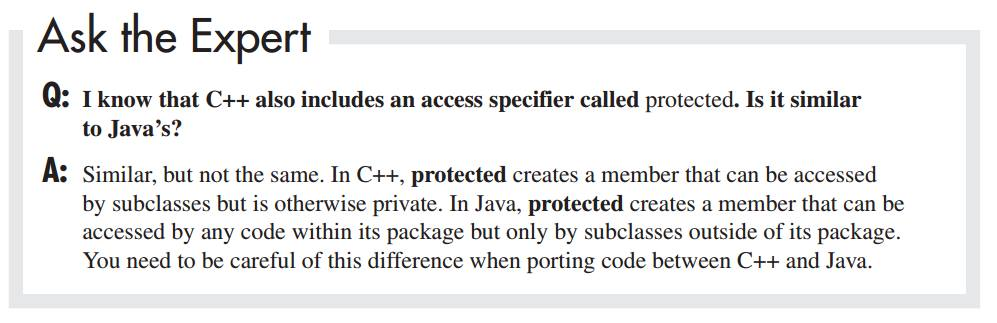 Ask the Expert
Q: I know that C++ also includes an access specifier called protected. Is it similar
to Java's?
A: Similar, but not the same. In C++, protected creates a member that can be accessed
by subclasses but is otherwise private. In Java, protected creates a member that can be
accessed by any code within its package but only by subclasses outside of its package.
You need to be careful of this difference when porting code between C++ and Java.